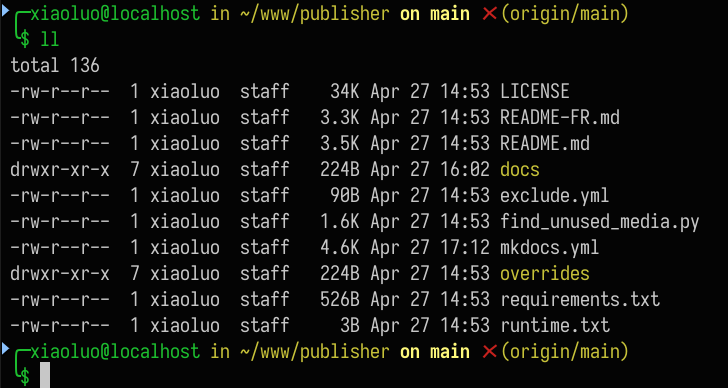 xiaoluo@localhost in ~/www/publisher on main ✗(origin/main)
$ ll
total 136
-rw-r--r--  1 xiaoluo  staff    34K Apr 27 14:53 LICENSE
-rw-r--r--  1 xiaoluo  staff   3.3K Apr 27 14:53 README-FR.md
-rw-r--r--  1 xiaoluo  staff   3.5K Apr 27 14:53 README.md
drwxr-xr-x  7 xiaoluo  staff   224B Apr 27 16:02 docs
-rw-r--r--  1 xiaoluo  staff    90B Apr 27 14:53 exclude.yml
-rw-r--r--  1 xiaoluo  staff   1.6K Apr 27 14:53 find_unused_media.py
-rw-r--r--  1 xiaoluo  staff   4.6K Apr 27 17:12 mkdocs.yml
drwxr-xr-x  7 xiaoluo  staff   224B Apr 27 14:53 overrides
-rw-r--r--  1 xiaoluo  staff   526B Apr 27 14:53 requirements.txt
-rw-r--r--  1 xiaoluo  staff     3B Apr 27 14:53 runtime.txt
xiaoluo@localhost in ~/www/publisher on main ✗(origin/main)
$